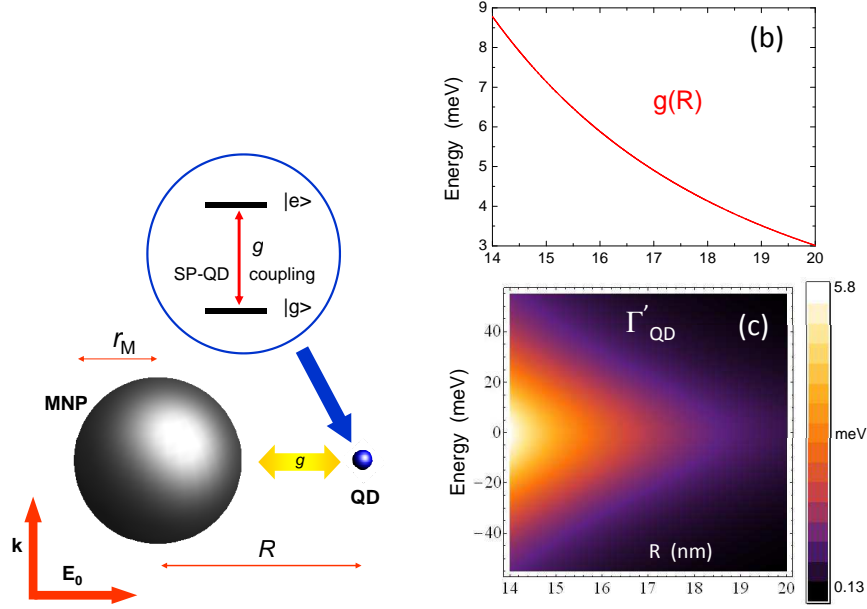 |e>
g
SP-QD coupling
|g>
r_M
MNP
g
QD
k
R
E_0
(b)
g(R)
Energy (meV)
9
8
7
6
5
4
3
14 15 16 17 18 19 20
(c)
Γ'_QD
Energy (meV)
40
20
0
-20
-40
R (nm)
14 15 16 17 18 19 20
5.8
meV
0.13